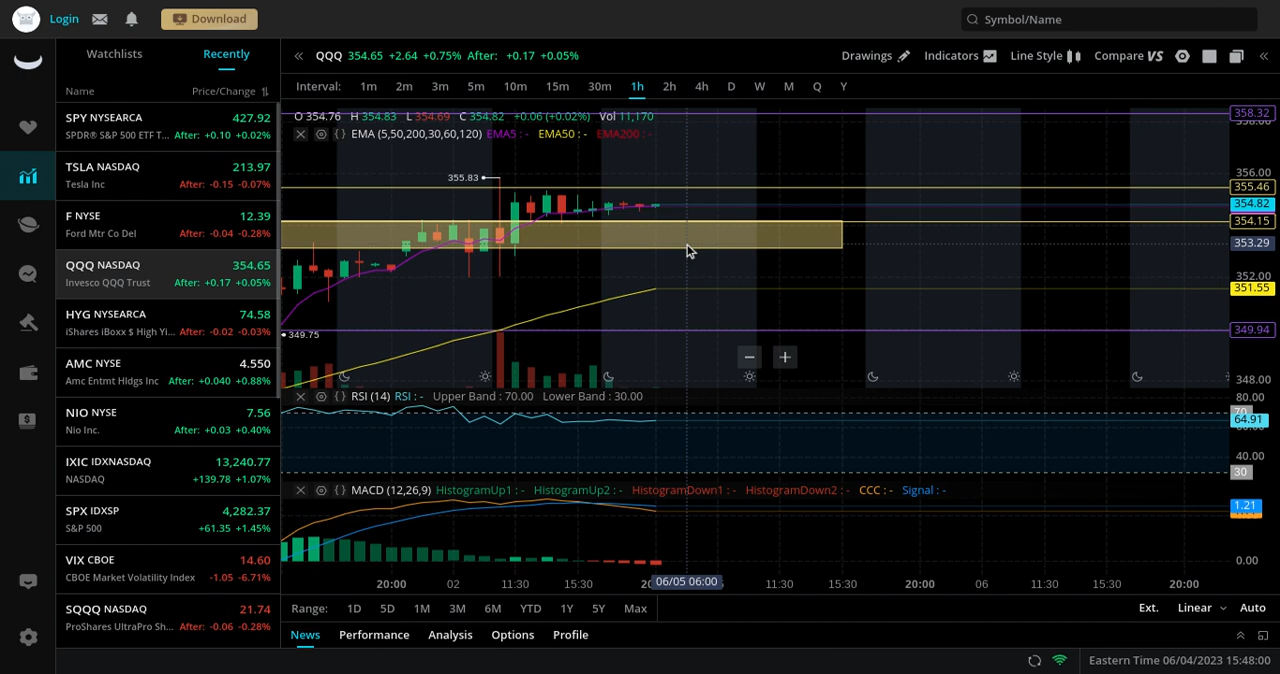 Login Download Symbol/Name
Watchlists Recently
QQQ 354.65 +2.64 +0.75% After: +0.17 +0.05%
Drawings Indicators Line Style Compare VS
Name Price/Change
Interval: 1m 2m 3m 5m 10m 15m 30m 1h 2h 4h D W M Q Y
SPY NYSEARCA 427.92
SPDR® S&P 500 ETF T... After: +0.10 +0.02%
TSLA NASDAQ 213.97
Tesla Inc After: -0.15 -0.07%
F NYSE 12.39
Ford Mtr Co Del After: -0.04 -0.28%
QQQ NASDAQ 354.65
Invesco QQQ Trust After: +0.17 +0.05%
HYG NYSEARCA 74.58
iShares iBoxx $ High Yi... After: -0.02 -0.03%
AMC NYSE 4.550
Amc Entmt Hldgs Inc After: +0.040 +0.88%
NIO NYSE 7.56
Nio Inc. After: +0.03 +0.40%
IXIC IDXNASDAQ 13,240.77
NASDAQ +139.78 +1.07%
SPX IDXSP 4,282.37
S&P 500 +61.35 +1.45%
VIX CBOE 14.60
CBOE Market Volatility Index -1.05 -6.71%
SQQQ NASDAQ 21.74
ProShares UltraPro Sh... After: -0.06 -0.28%
O 354.76 H 354.83 L 354.69 C 354.82 +0.06 (+0.02%) Vol 11,170
EMA (5,50,200,30,60,120) EMA5 : - EMA50 : - EMA200 : -
358.32
358.00
355.83
356.00
355.46
354.82
354.15
353.29
352.00
351.55
349.75
349.94
348.00
RSI (14) RSI : - Upper Band : 70.00 Lower Band : 30.00
80.00
70
64.91
40.00
30
MACD (12,26,9) HistogramUp1 : - HistogramUp2 : - HistogramDown1 : - HistogramDown2 : - CCC : - Signal : -
1.21
0.00
20:00 02 11:30 15:30 06/05 06:00 11:30 15:30 20:00 06 11:30 15:30 20:00
Range: 1D 5D 1M 3M 6M YTD 1Y 5Y Max
Ext. Linear Auto
News Performance Analysis Options Profile
Eastern Time 06/04/2023 15:48:00